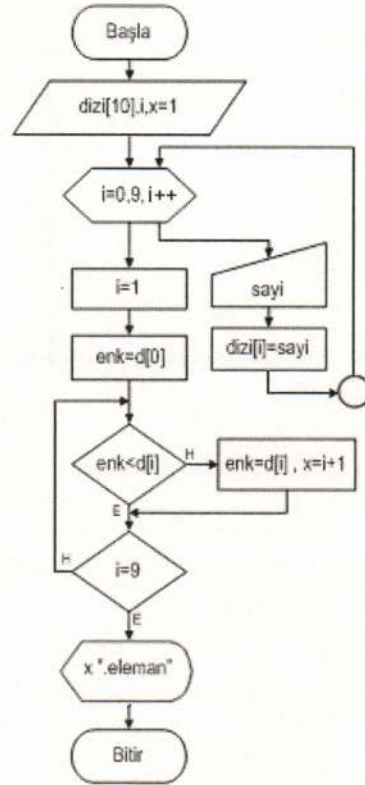 Başla
dizi[10],i,x=1
i=0,9, i++
sayi
i=1
dizi[i]=sayi
enk=d[0]
enk<d[i]
H
enk=d[i] , x=i+1
E
H
i=9
E
x ".eleman"
Bitir